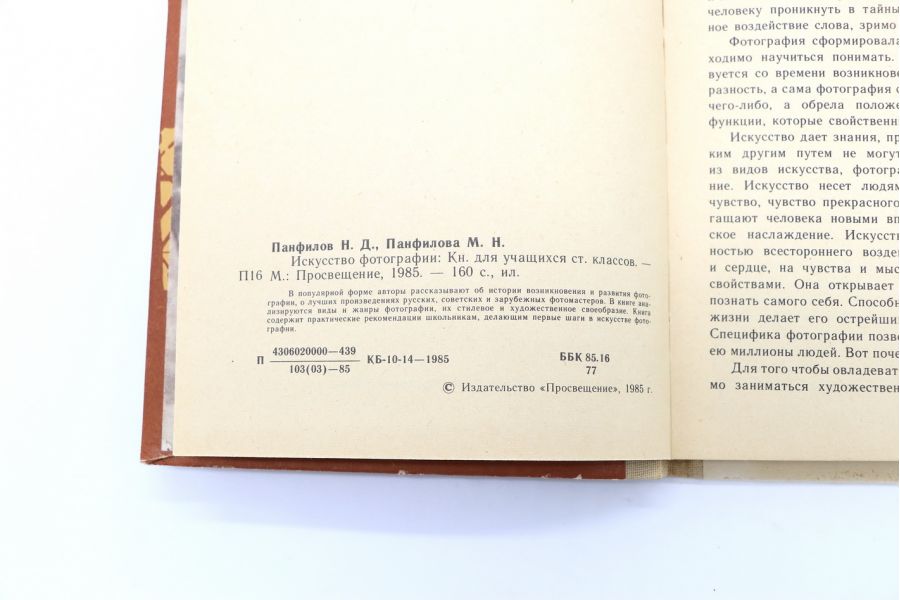 Панфилов Н. Д., Панфилова М. Н.
Искусство фотографии: Кн. для учащихся ст. классов. —
П16 М.: Просвещение, 1985. — 160 с., ил.
В популярной форме авторы рассказывают об истории возникновения и развития фото-
графии, о лучших произведениях русских, советских и зарубежных фотомастеров. В книге ана-
лизируются виды и жанры фотографии, их стилевое и художественное своеобразие. Книга
содержит практические рекомендации школьникам, делающим первые шаги в искусстве фото-
графии.
П 4306020000—439 КБ-10-14—1985 ББК 85.16
103(03)—85 77
© Издательство «Просвещение», 1985 г.
человеку проникнуть в тайны
ное воздействие слова, зримо
Фотография сформировала
ходимо научиться понимать.
вуется со времени возникнове
разность, а сама фотография с
чего-либо, а обрела положе
функции, которые свойственн
Искусство дает знания, пр
ким другим путем не могут
из видов искусства, фотогра
ние. Искусство несет людям
чувство, чувство прекрасного
гащают человека новыми вп
ское наслаждение. Искусств
ностью всестороннего возде
и сердце, на чувства и мыс
свойствами. Она открывает
познать самого себя. Способн
жизни делает его острейши
Специфика фотографии позво
ею миллионы людей. Вот поче
Для того чтобы овладеват
мо заниматься художествен